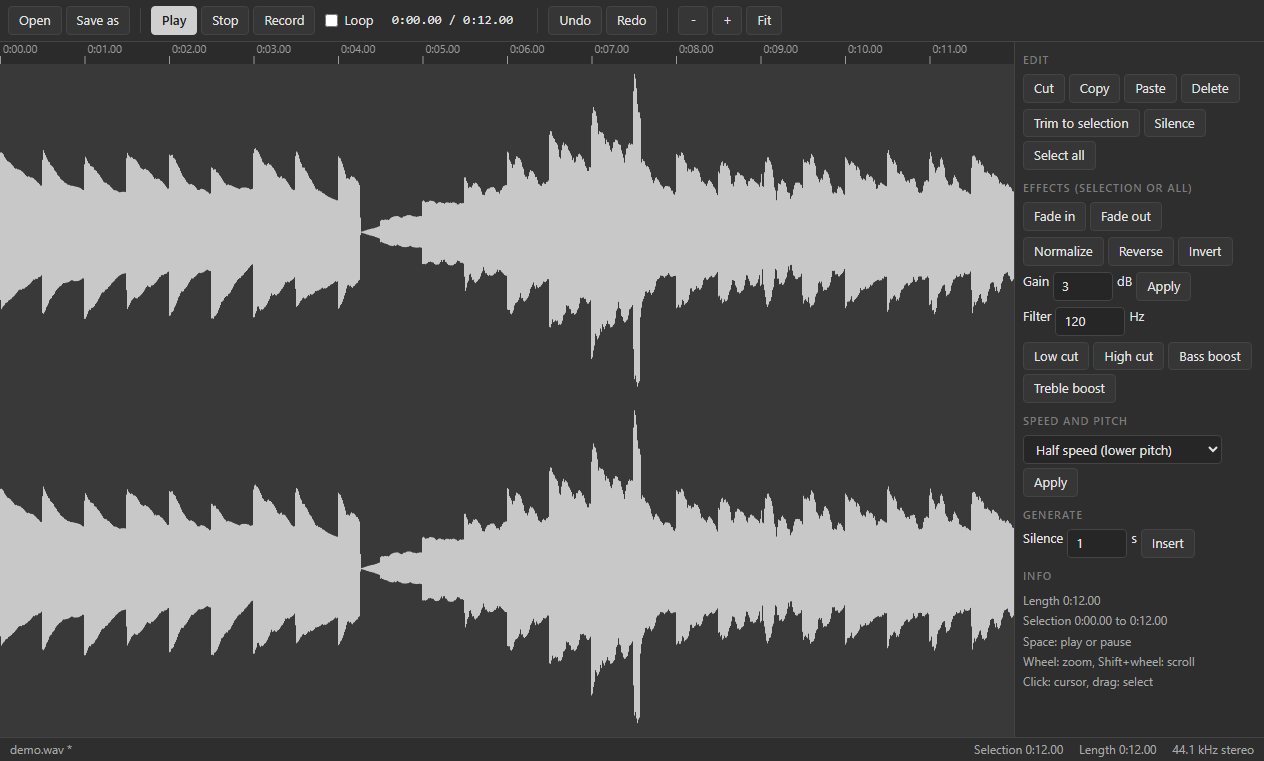 Open Save as Play Stop Record Loop 0:00.00 / 0:12.00 Undo Redo - + Fit
0:00.00 0:01.00 0:02.00 0:03.00 0:04.00 0:05.00 0:06.00 0:07.00 0:08.00 0:09.00 0:10.00 0:11.00
EDIT
Cut Copy Paste Delete
Trim to selection Silence
Select all
EFFECTS (SELECTION OR ALL)
Fade in Fade out
Normalize Reverse Invert
Gain 3 dB Apply
Filter 120 Hz
Low cut High cut Bass boost
Treble boost
SPEED AND PITCH
Half speed (lower pitch)
Apply
GENERATE
Silence 1 s Insert
INFO
Length 0:12.00
Selection 0:00.00 to 0:12.00
Space: play or pause
Wheel: zoom, Shift+wheel: scroll
Click: cursor, drag: select
demo.wav * Selection 0:12.00 Length 0:12.00 44.1 kHz stereo